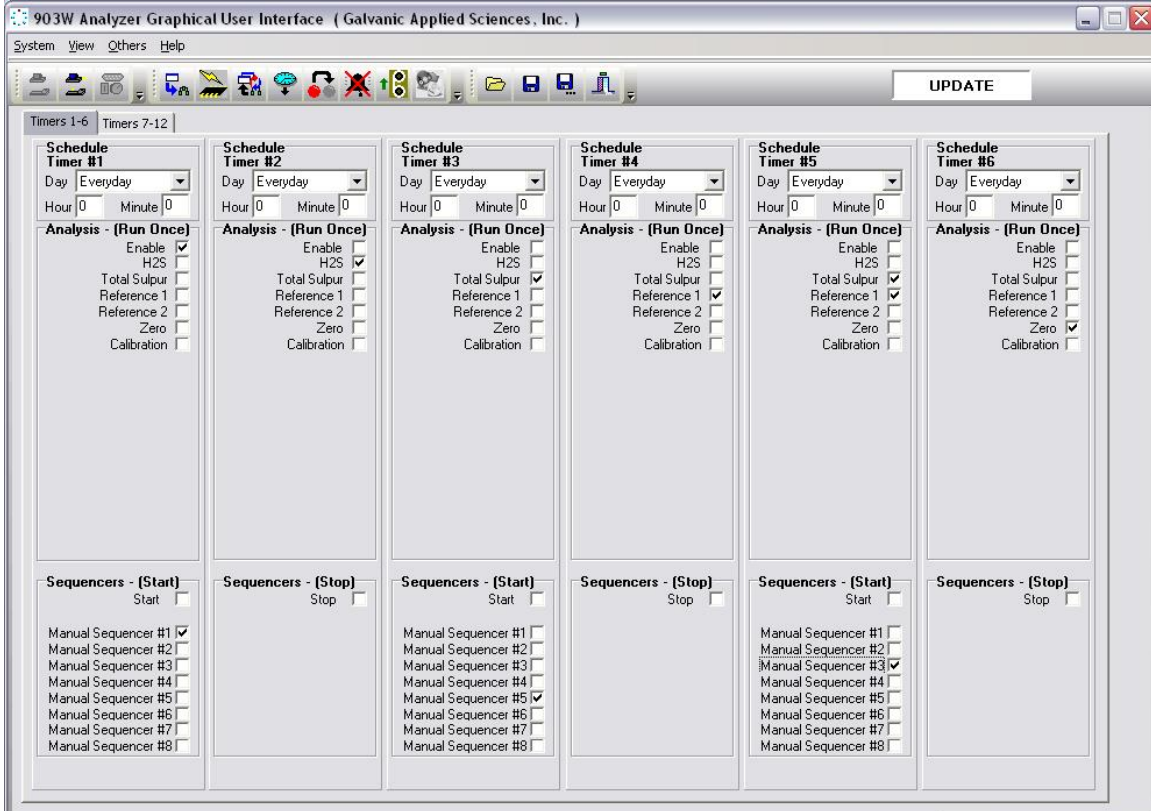 903W Analyzer Graphical User Interface ( Galvanic Applied Sciences, Inc. )
System View Others Help
UPDATE
Timers 1-6 Timers 7-12
Schedule
Timer #1
Day Everyday
Hour 0 Minute 0
Analysis - (Run Once)
Enable
H2S
Total Sulpur
Reference 1
Reference 2
Zero
Calibration
Sequencers - (Start)
Start
Manual Sequencer #1
Manual Sequencer #2
Manual Sequencer #3
Manual Sequencer #4
Manual Sequencer #5
Manual Sequencer #6
Manual Sequencer #7
Manual Sequencer #8
Schedule
Timer #2
Day Everyday
Hour 0 Minute 0
Analysis - (Run Once)
Enable
H2S
Total Sulpur
Reference 1
Reference 2
Zero
Calibration
Sequencers - (Stop)
Stop
Schedule
Timer #3
Day Everyday
Hour 0 Minute 0
Analysis - (Run Once)
Enable
H2S
Total Sulpur
Reference 1
Reference 2
Zero
Calibration
Sequencers - (Start)
Start
Manual Sequencer #1
Manual Sequencer #2
Manual Sequencer #3
Manual Sequencer #4
Manual Sequencer #5
Manual Sequencer #6
Manual Sequencer #7
Manual Sequencer #8
Schedule
Timer #4
Day Everyday
Hour 0 Minute 0
Analysis - (Run Once)
Enable
H2S
Total Sulpur
Reference 1
Reference 2
Zero
Calibration
Sequencers - (Stop)
Stop
Schedule
Timer #5
Day Everyday
Hour 0 Minute 0
Analysis - (Run Once)
Enable
H2S
Total Sulpur
Reference 1
Reference 2
Zero
Calibration
Sequencers - (Start)
Start
Manual Sequencer #1
Manual Sequencer #2
Manual Sequencer #3
Manual Sequencer #4
Manual Sequencer #5
Manual Sequencer #6
Manual Sequencer #7
Manual Sequencer #8
Schedule
Timer #6
Day Everyday
Hour 0 Minute 0
Analysis - (Run Once)
Enable
H2S
Total Sulpur
Reference 1
Reference 2
Zero
Calibration
Sequencers - (Stop)
Stop